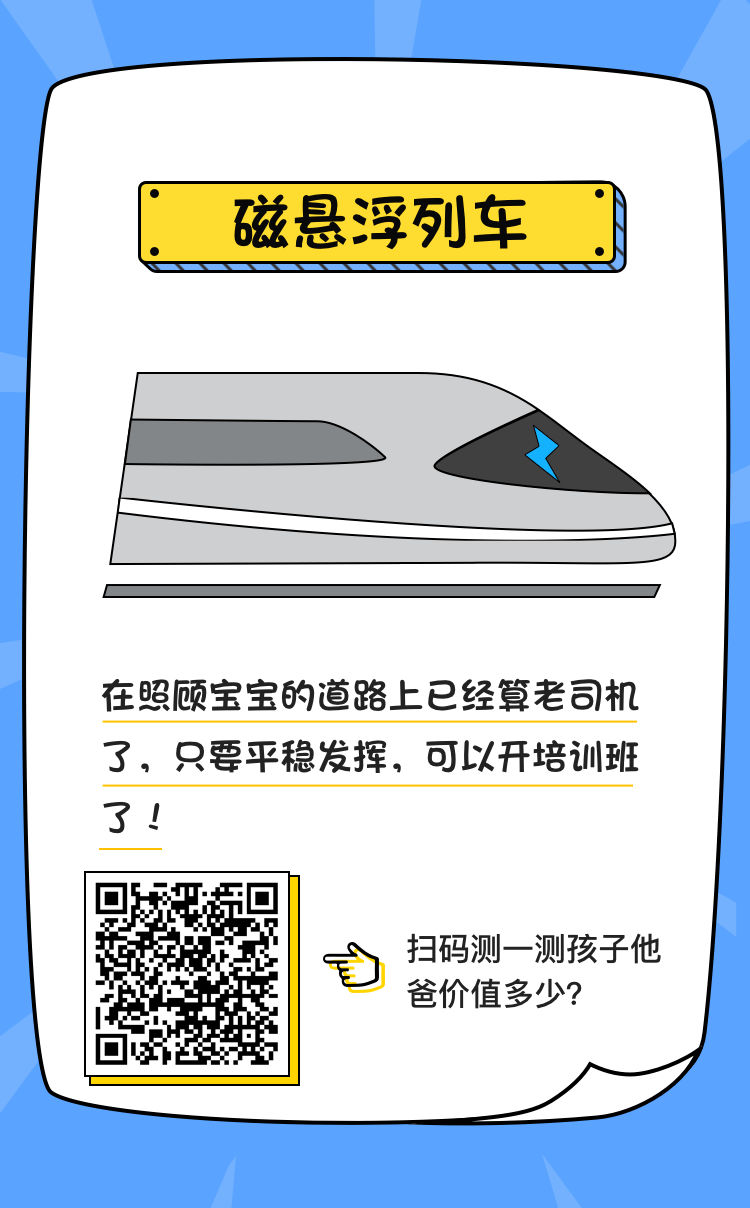 磁悬浮列车
在照顾宝宝的道路上已经算老司机
了，只要平稳发挥，可以开培训班
了！
扫码测一测孩子他
爸价值多少？